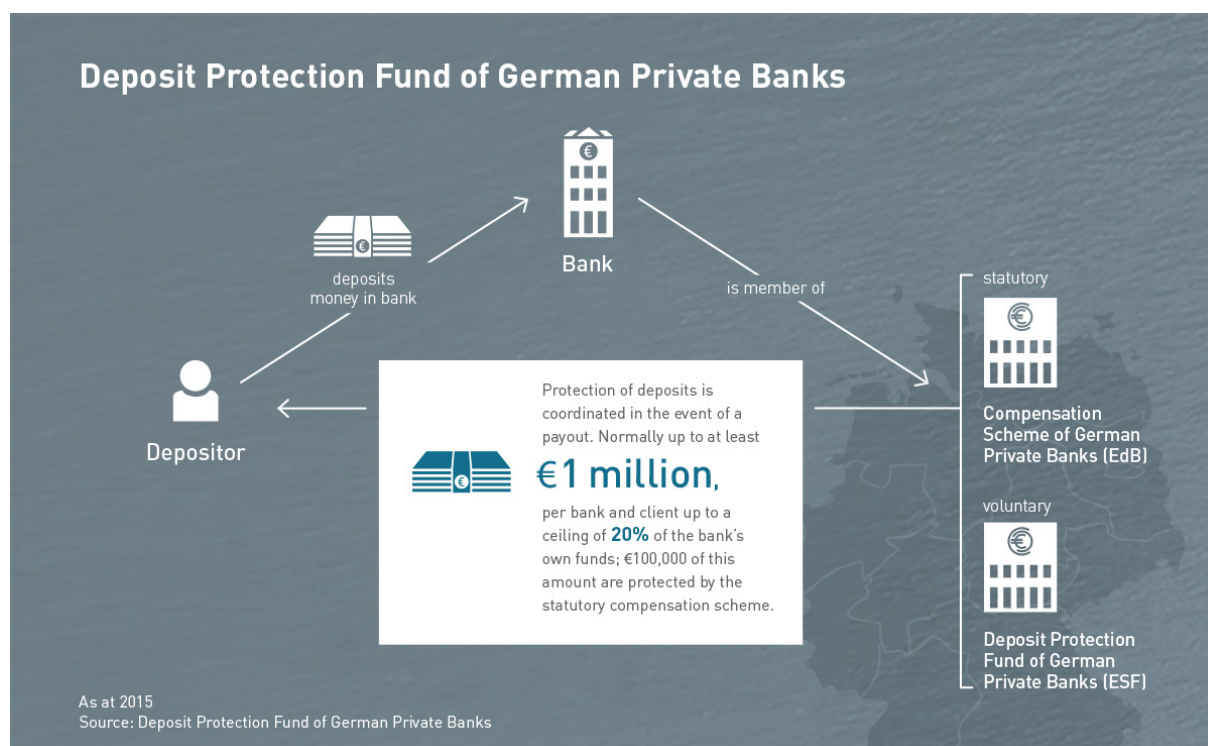 Deposit Protection Fund of German Private Banks
€
Bank
€
deposits
money in bank
is member of
Depositor
Protection of deposits is
coordinated in the event of a
payout. Normally up to at least
€
€1 million,
per bank and client up to a
ceiling of 20% of the bank's
own funds; €100,000 of this
amount are protected by the
statutory compensation scheme.
statutory
€
Compensation
Scheme of German
Private Banks (EdB)
voluntary
€
Deposit Protection
Fund of German
Private Banks (ESF)
As at 2015
Source: Deposit Protection Fund of German Private Banks